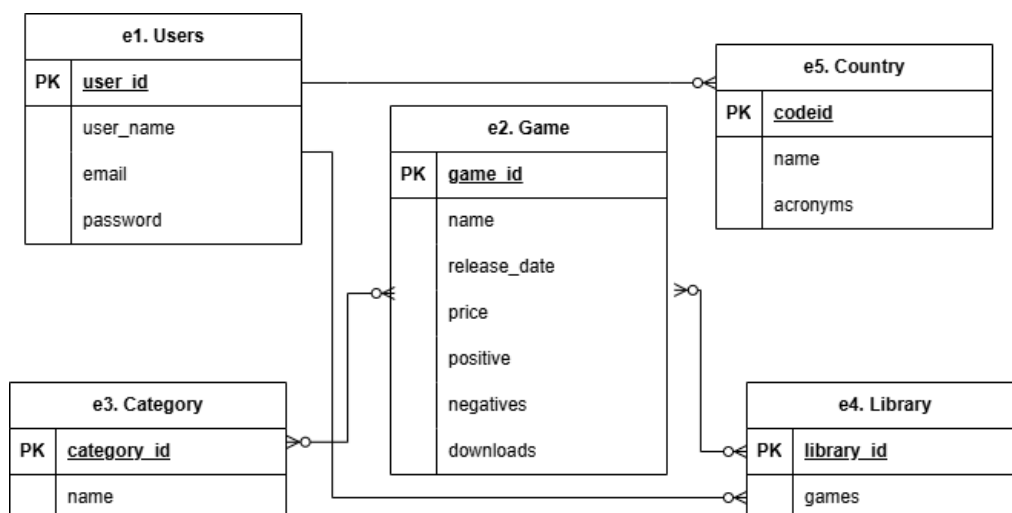 e1. Users
PK user_id
user_name
email
password
e5. Country
PK codeid
name
acronyms
e2. Game
PK game_id
name
release_date
price
positive
negatives
downloads
e3. Category
PK category_id
name
e4. Library
PK library_id
games